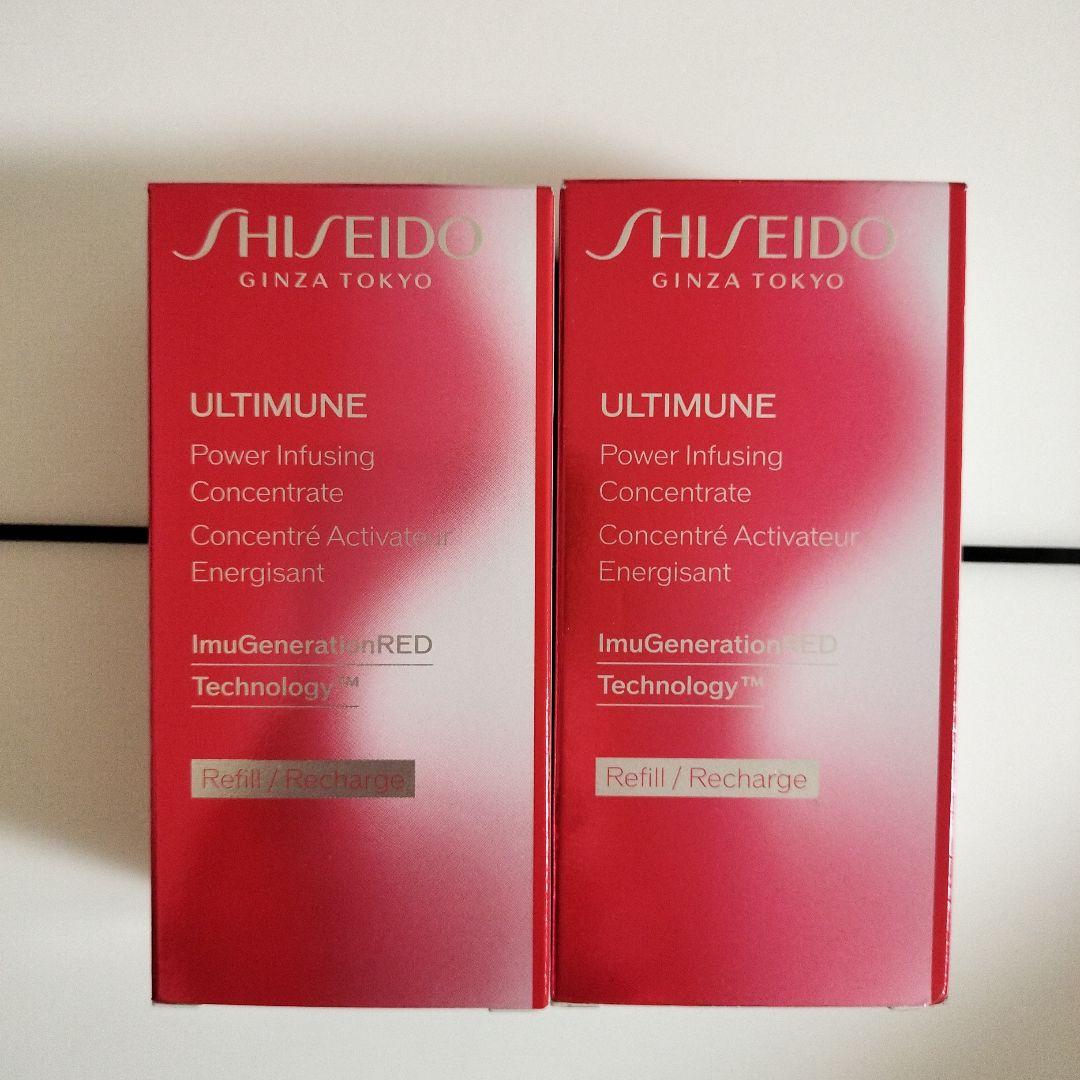 SHISEIDO
GINZA TOKYO
ULTIMUNE
Power Infusing
Concentrate
Concentré Activateur
Energisant
ImuGenerationRED
Technology™
Refill / Recharge
SHISEIDO
GINZA TOKYO
ULTIMUNE
Power Infusing
Concentrate
Concentré Activateur
Energisant
ImuGenerationRED
Technology™
Refill / Recharge